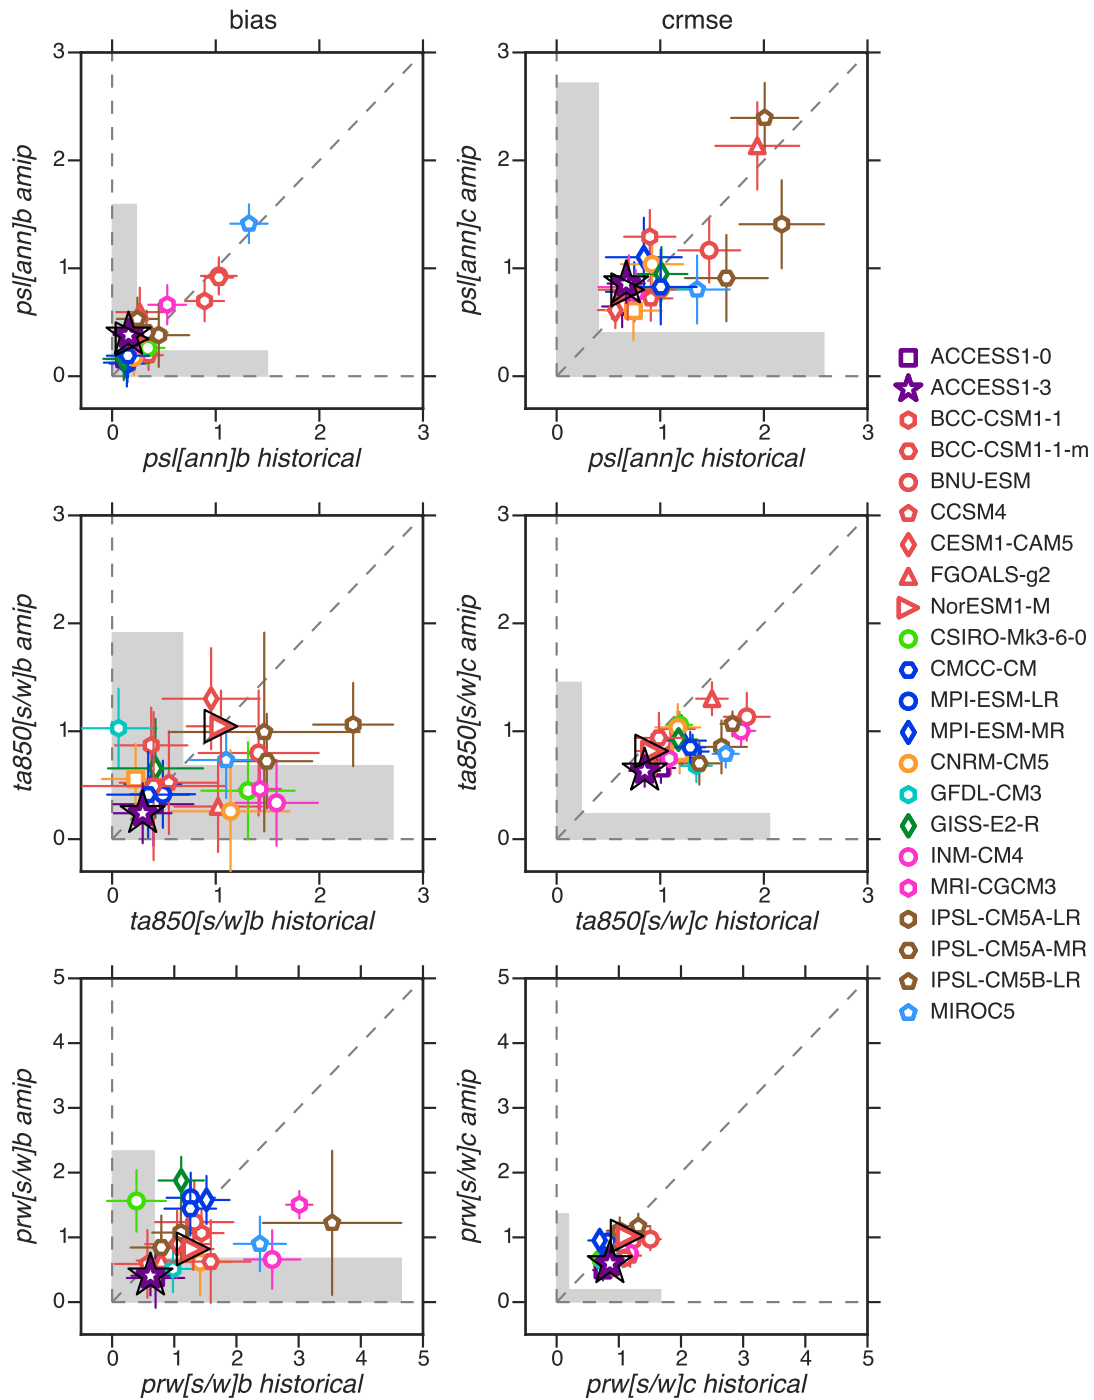 bias
crmse
3
2
1
0
psl[ann]b amip
0 1 2 3
psl[ann]b historical
3
2
1
0
psl[ann]c amip
0 1 2 3
psl[ann]c historical
3
2
1
0
ta850[s/w]b amip
0 1 2 3
ta850[s/w]b historical
3
2
1
0
ta850[s/w]c amip
0 1 2 3
ta850[s/w]c historical
5
4
3
2
1
0
prw[s/w]b amip
0 1 2 3 4 5
prw[s/w]b historical
5
4
3
2
1
0
prw[s/w]c amip
0 1 2 3 4 5
prw[s/w]c historical
ACCESS1-0
ACCESS1-3
BCC-CSM1-1
BCC-CSM1-1-m
BNU-ESM
CCSM4
CESM1-CAM5
FGOALS-g2
NorESM1-M
CSIRO-Mk3-6-0
CMCC-CM
MPI-ESM-LR
MPI-ESM-MR
CNRM-CM5
GFDL-CM3
GISS-E2-R
INM-CM4
MRI-CGCM3
IPSL-CM5A-LR
IPSL-CM5A-MR
IPSL-CM5B-LR
MIROC5